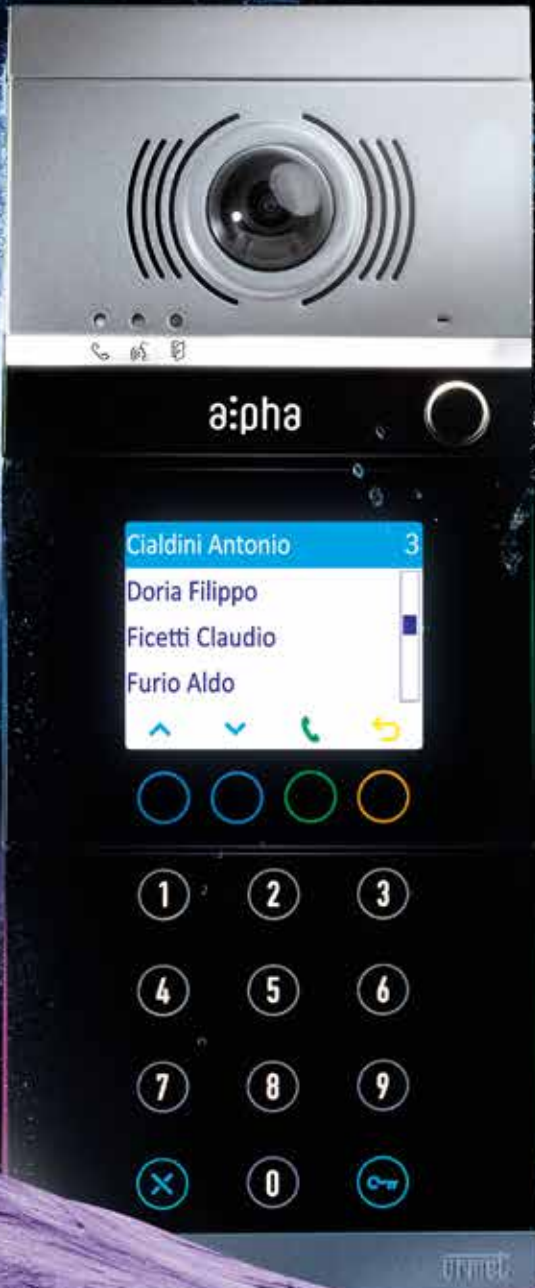 a:pha
Cialdini Antonio 3
Doria Filippo
Ficetti Claudio
Furio Aldo
1 2 3
4 5 6
7 8 9
0
urmet